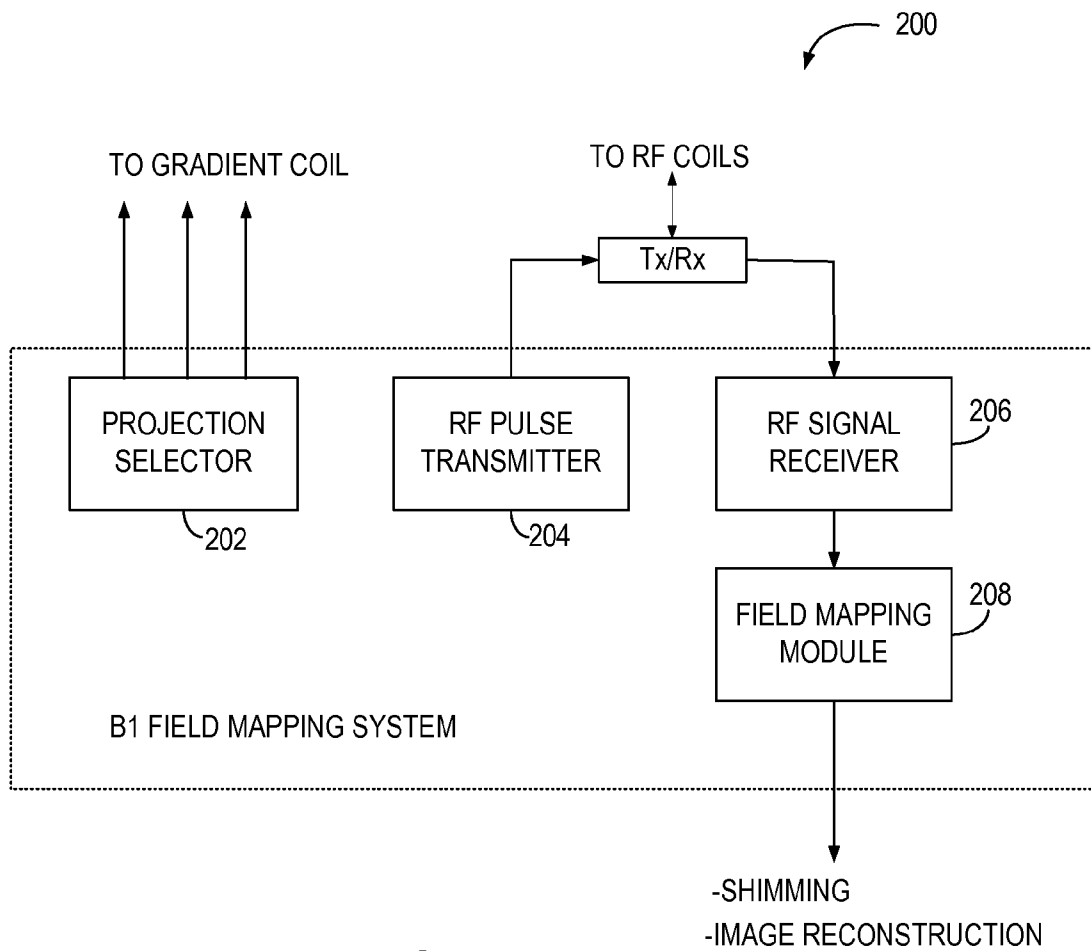 200
TO GRADIENT COIL
TO RF COILS
Tx/Rx
PROJECTION
SELECTOR
202
RF PULSE
TRANSMITTER
204
RF SIGNAL
RECEIVER
206
FIELD MAPPING
MODULE
208
B1 FIELD MAPPING SYSTEM
-SHIMMING
-IMAGE RECONSTRUCTION